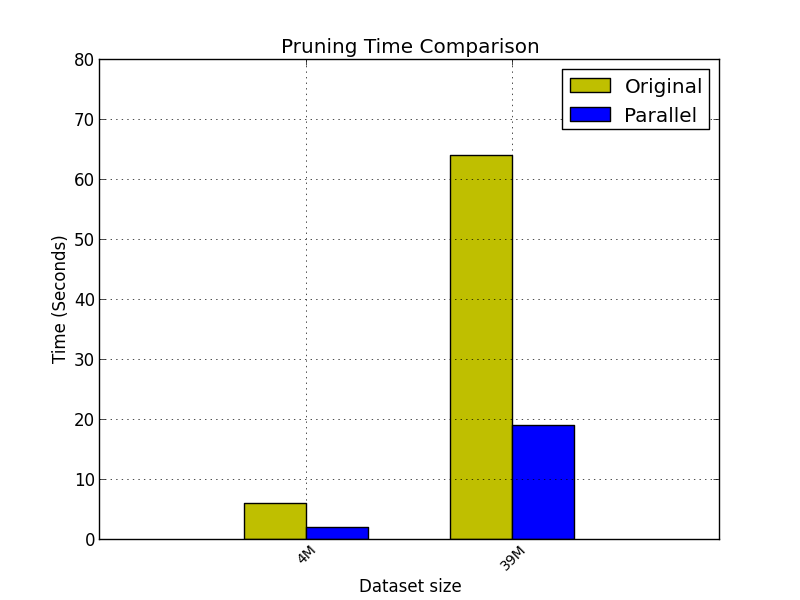 Pruning Time Comparison
80
70
60
50
40
30
20
10
0
Time (Seconds)
Original
Parallel
4M
39M
Dataset size